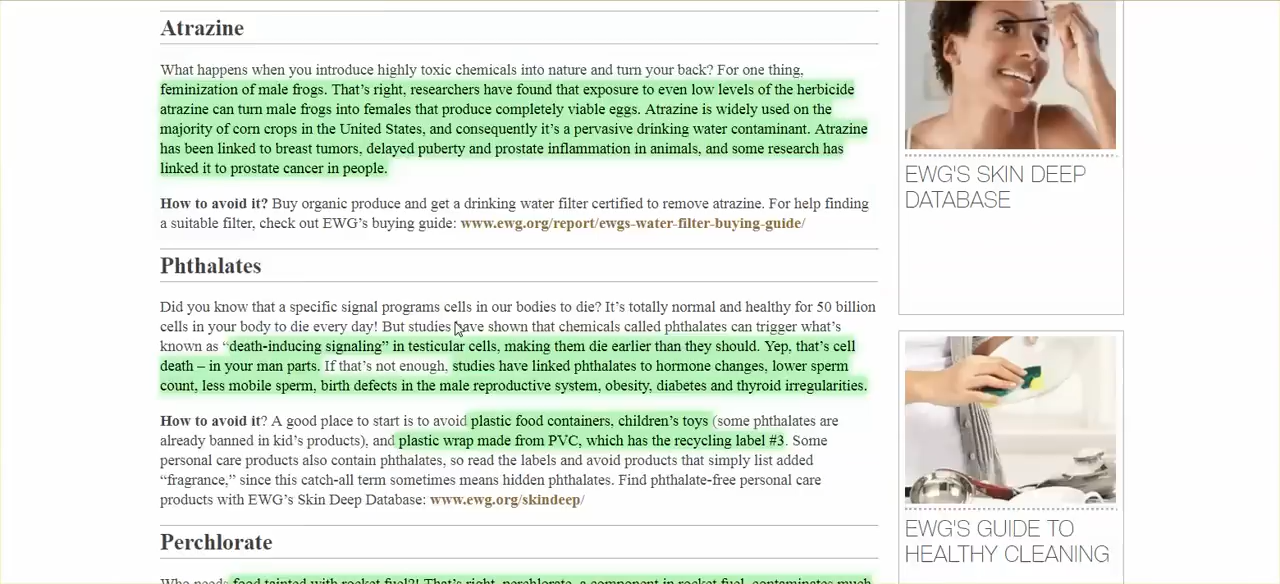 Atrazine
What happens when you introduce highly toxic chemicals into nature and turn your back? For one thing,
feminization of male frogs. That's right, researchers have found that exposure to even low levels of the herbicide
atrazine can turn male frogs into females that produce completely viable eggs. Atrazine is widely used on the
majority of corn crops in the United States, and consequently it's a pervasive drinking water contaminant. Atrazine
has been linked to breast tumors, delayed puberty and prostate inflammation in animals, and some research has
linked it to prostate cancer in people.
How to avoid it? Buy organic produce and get a drinking water filter certified to remove atrazine. For help finding
a suitable filter, check out EWG's buying guide: www.ewg.org/report/ewgs-water-filter-buying-guide/
Phthalates
Did you know that a specific signal programs cells in our bodies to die? It's totally normal and healthy for 50 billion
cells in your body to die every day! But studies have shown that chemicals called phthalates can trigger what's
known as “death-inducing signaling” in testicular cells, making them die earlier than they should. Yep, that's cell
death – in your man parts. If that's not enough, studies have linked phthalates to hormone changes, lower sperm
count, less mobile sperm, birth defects in the male reproductive system, obesity, diabetes and thyroid irregularities.
How to avoid it? A good place to start is to avoid plastic food containers, children's toys (some phthalates are
already banned in kid's products), and plastic wrap made from PVC, which has the recycling label #3. Some
personal care products also contain phthalates, so read the labels and avoid products that simply list added
“fragrance,” since this catch-all term sometimes means hidden phthalates. Find phthalate-free personal care
products with EWG's Skin Deep Database: www.ewg.org/skindeep/
Perchlorate
Who needs food tainted with rocket fuel?! That's right, perchlorate, a component in rocket fuel, contaminates much
EWG'S SKIN DEEP
DATABASE
EWG'S GUIDE TO
HEALTHY CLEANING